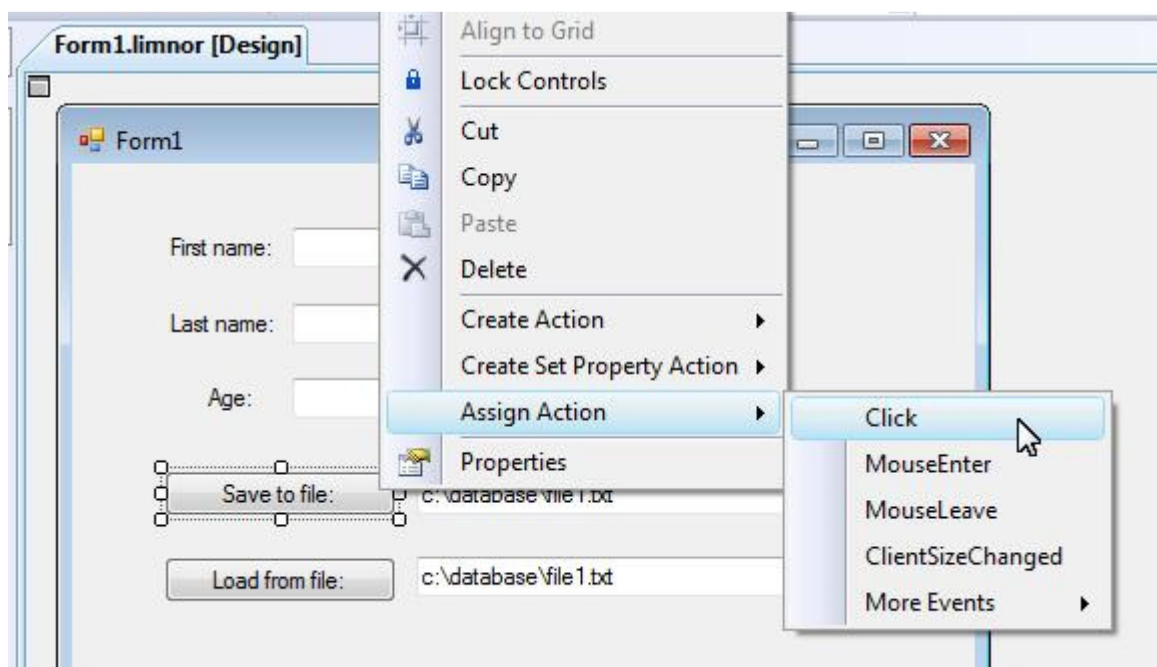 Form1.limnor [Design]
Align to Grid
Lock Controls
Form1
Cut
Copy
Paste
First name:
Delete
Last name:
Create Action
Create Set Property Action
Age:
Assign Action
Click
Properties
MouseEnter
Save to file:
c:\database\file1.txt
MouseLeave
ClientSizeChanged
Load from file:
c:\database\file1.txt
More Events